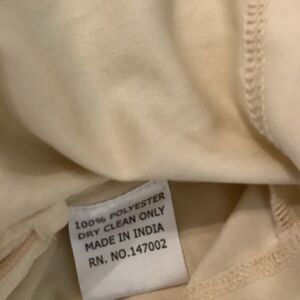 100% POLYESTER
DRY CLEAN ONLY
MADE IN INDIA
RN. NO.147002